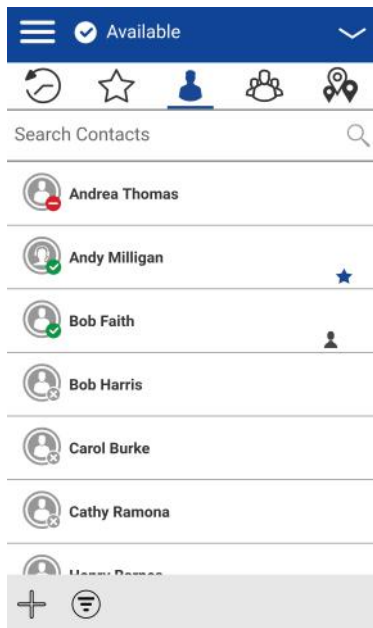 Available
Search Contacts
Andrea Thomas
Andy Milligan
Bob Faith
Bob Harris
Carol Burke
Cathy Ramona